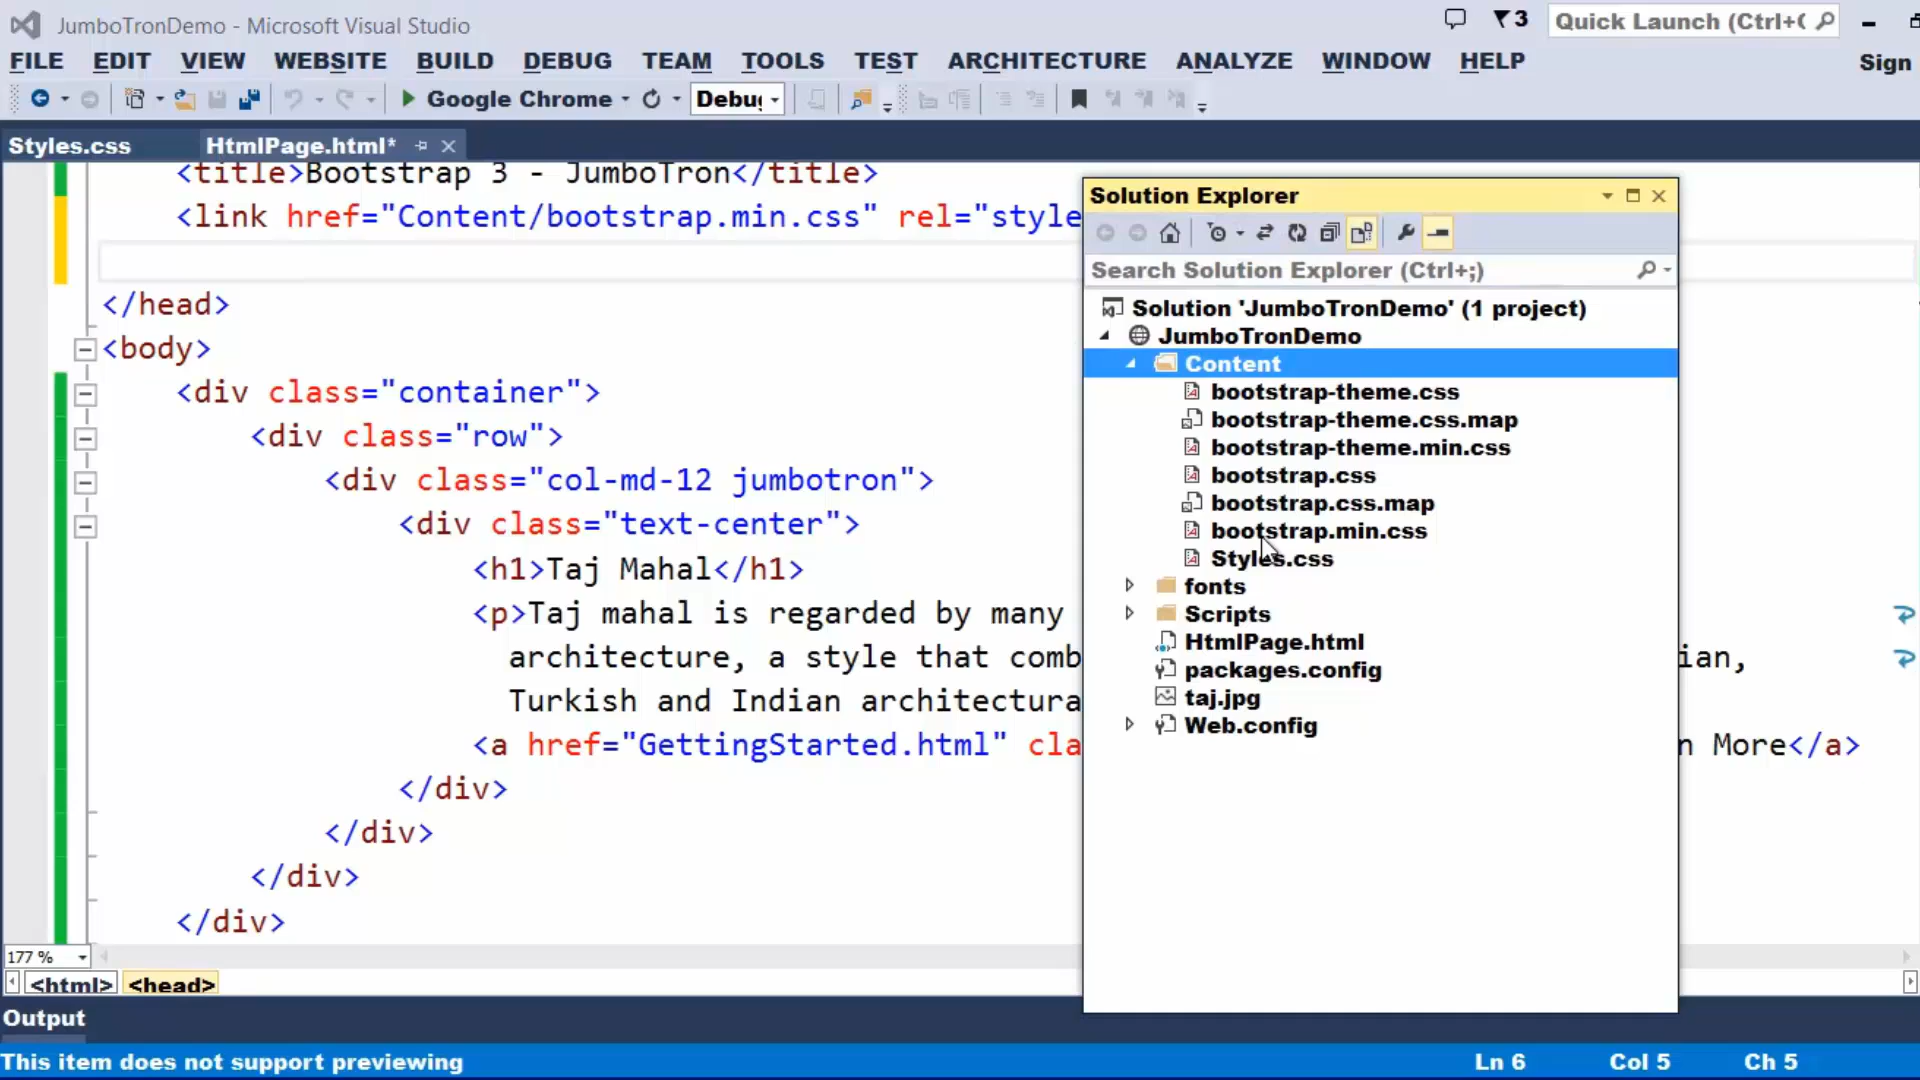 JumboTronDemo - Microsoft Visual Studio
3
Quick Launch (Ctrl+
FILE EDIT VIEW WEBSITE BUILD DEBUG TEAM TOOLS TEST ARCHITECTURE ANALYZE WINDOW HELP Sign
Google Chrome Debug
Styles.css HtmlPage.html*
<title>Bootstrap 3 - JumboTron</title>
<link href="Content/bootstrap.min.css" rel="style
</head>
<body>
<div class="container">
<div class="row">
<div class="col-md-12 jumbotron">
<div class="text-center">
<h1>Taj Mahal</h1>
<p>Taj mahal is regarded by many
architecture, a style that comb ian,
Turkish and Indian architectura
<a href="GettingStarted.html" cla n More</a>
</div>
</div>
</div>
</div>
177 %
<html> <head>
Output
This item does not support previewing
Ln 6 Col 5 Ch 5
Solution Explorer
Search Solution Explorer (Ctrl+;)
Solution 'JumboTronDemo' (1 project)
JumboTronDemo
Content
bootstrap-theme.css
bootstrap-theme.css.map
bootstrap-theme.min.css
bootstrap.css
bootstrap.css.map
bootstrap.min.css
Styles.css
fonts
Scripts
HtmlPage.html
packages.config
taj.jpg
Web.config